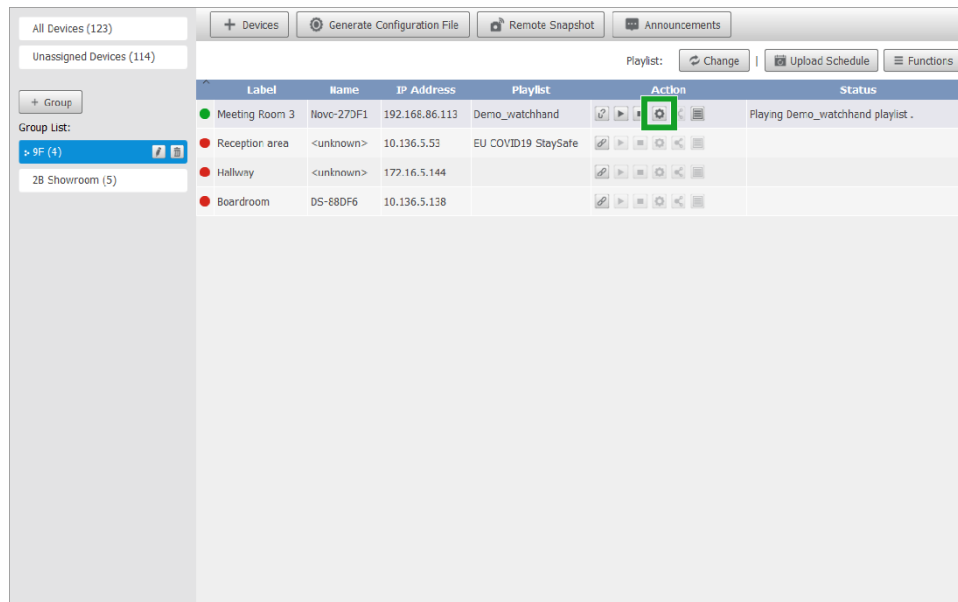 All Devices (123)
Unassigned Devices (114)
+ Group
Group List:
> 9F (4)
2B Showroom (5)
+ Devices
Generate Configuration File
Remote Snapshot
Announcements
Playlist:
Change
|
Upload Schedule
Functions
Label Name IP Address Playlist Action Status
Meeting Room 3 Novo-27DF1 192.168.86.113 Demo_watchhand Playing Demo_watchhand playlist .
Reception area <unknown> 10.136.5.53 EU COVID19 StaySafe
Hallway <unknown> 172.16.5.144
Boardroom DS-88DF6 10.136.5.138